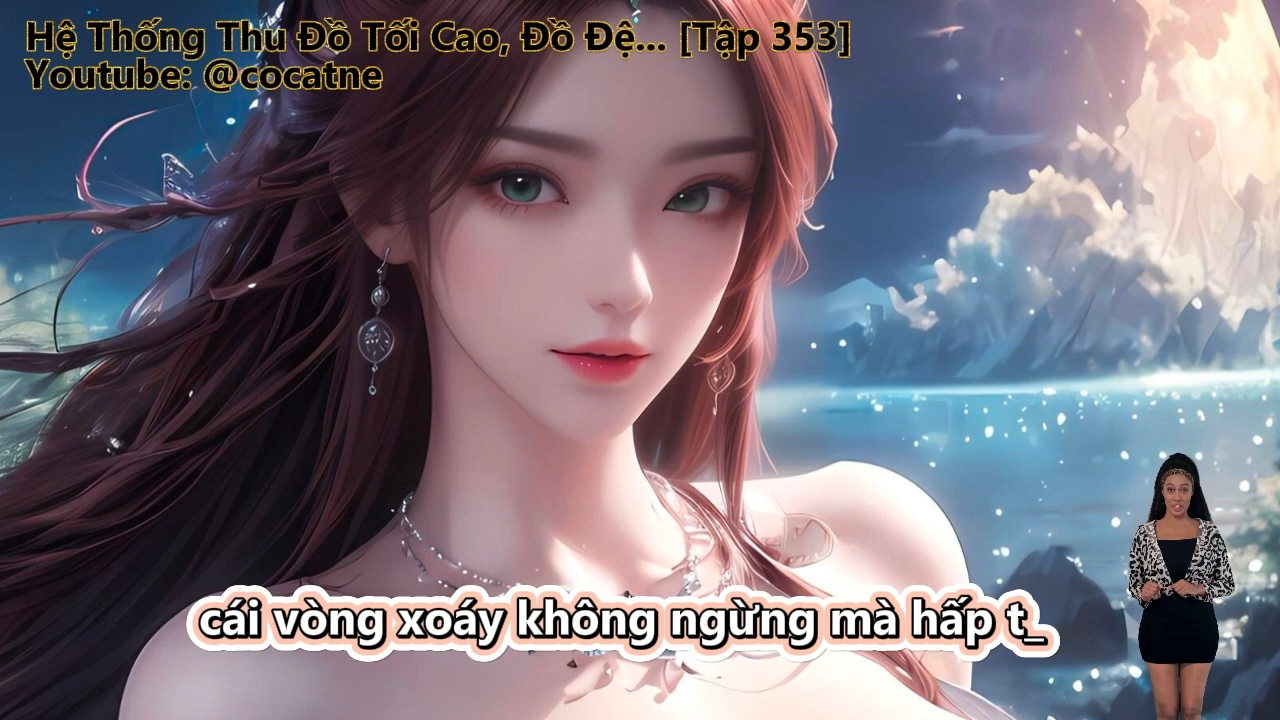 Hệ Thống Thu Đồ Tối Cao, Đồ Đệ... [Tập 353]
Youtube: @cocatne
cái vòng xoáy không ngừng mà hấp t_